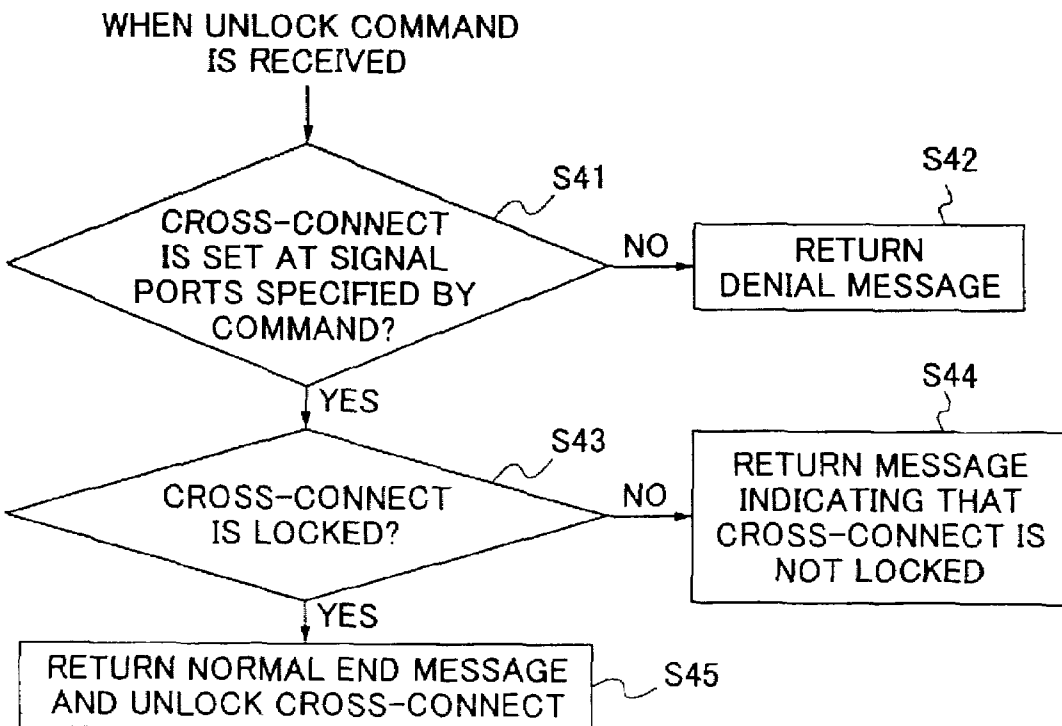 WHEN UNLOCK COMMAND
IS RECEIVED
S41
CROSS-CONNECT
IS SET AT SIGNAL
PORTS SPECIFIED BY
COMMAND?
NO
S42
RETURN
DENIAL MESSAGE
YES
S43
CROSS-CONNECT
IS LOCKED?
NO
S44
RETURN MESSAGE
INDICATING THAT
CROSS-CONNECT IS
NOT LOCKED
YES
RETURN NORMAL END MESSAGE
AND UNLOCK CROSS-CONNECT
S45